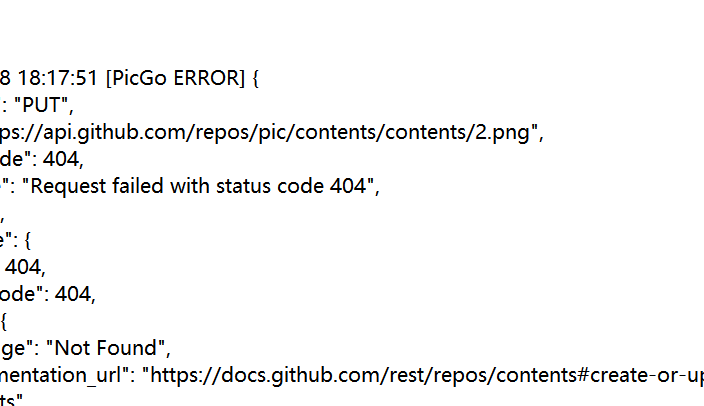 8 18:17:51 [PicGo ERROR] {
: "PUT",
ps://api.github.com/repos/pic/contents/contents/2.png",
de": 404,
": "Request failed with status code 404",
,
e": {
404,
ode": 404,
{
ge": "Not Found",
mentation_url": "https://docs.github.com/rest/repos/contents#create-or-up
ts"